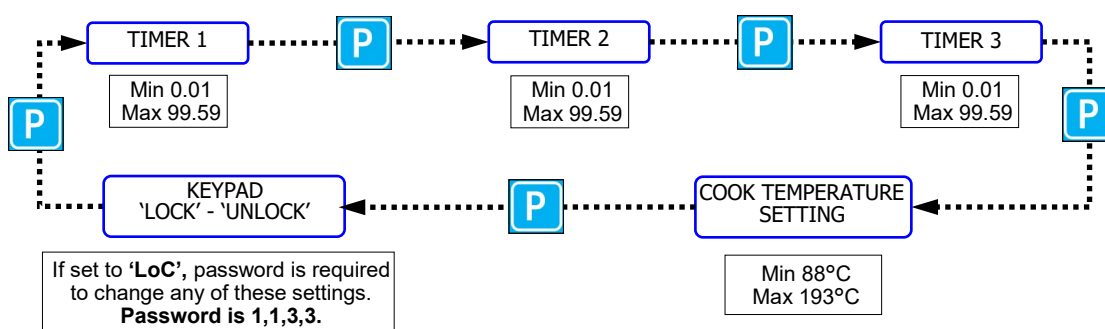 TIMER 1
P
TIMER 2
P
TIMER 3
Min 0.01
Max 99.59
Min 0.01
Max 99.59
Min 0.01
Max 99.59
P
P
KEYPAD
‘LOCK’ - ‘UNLOCK’
P
COOK TEMPERATURE
SETTING
If set to ‘LoC’, password is required
to change any of these settings.
Password is 1,1,3,3.
Min 88°C
Max 193°C